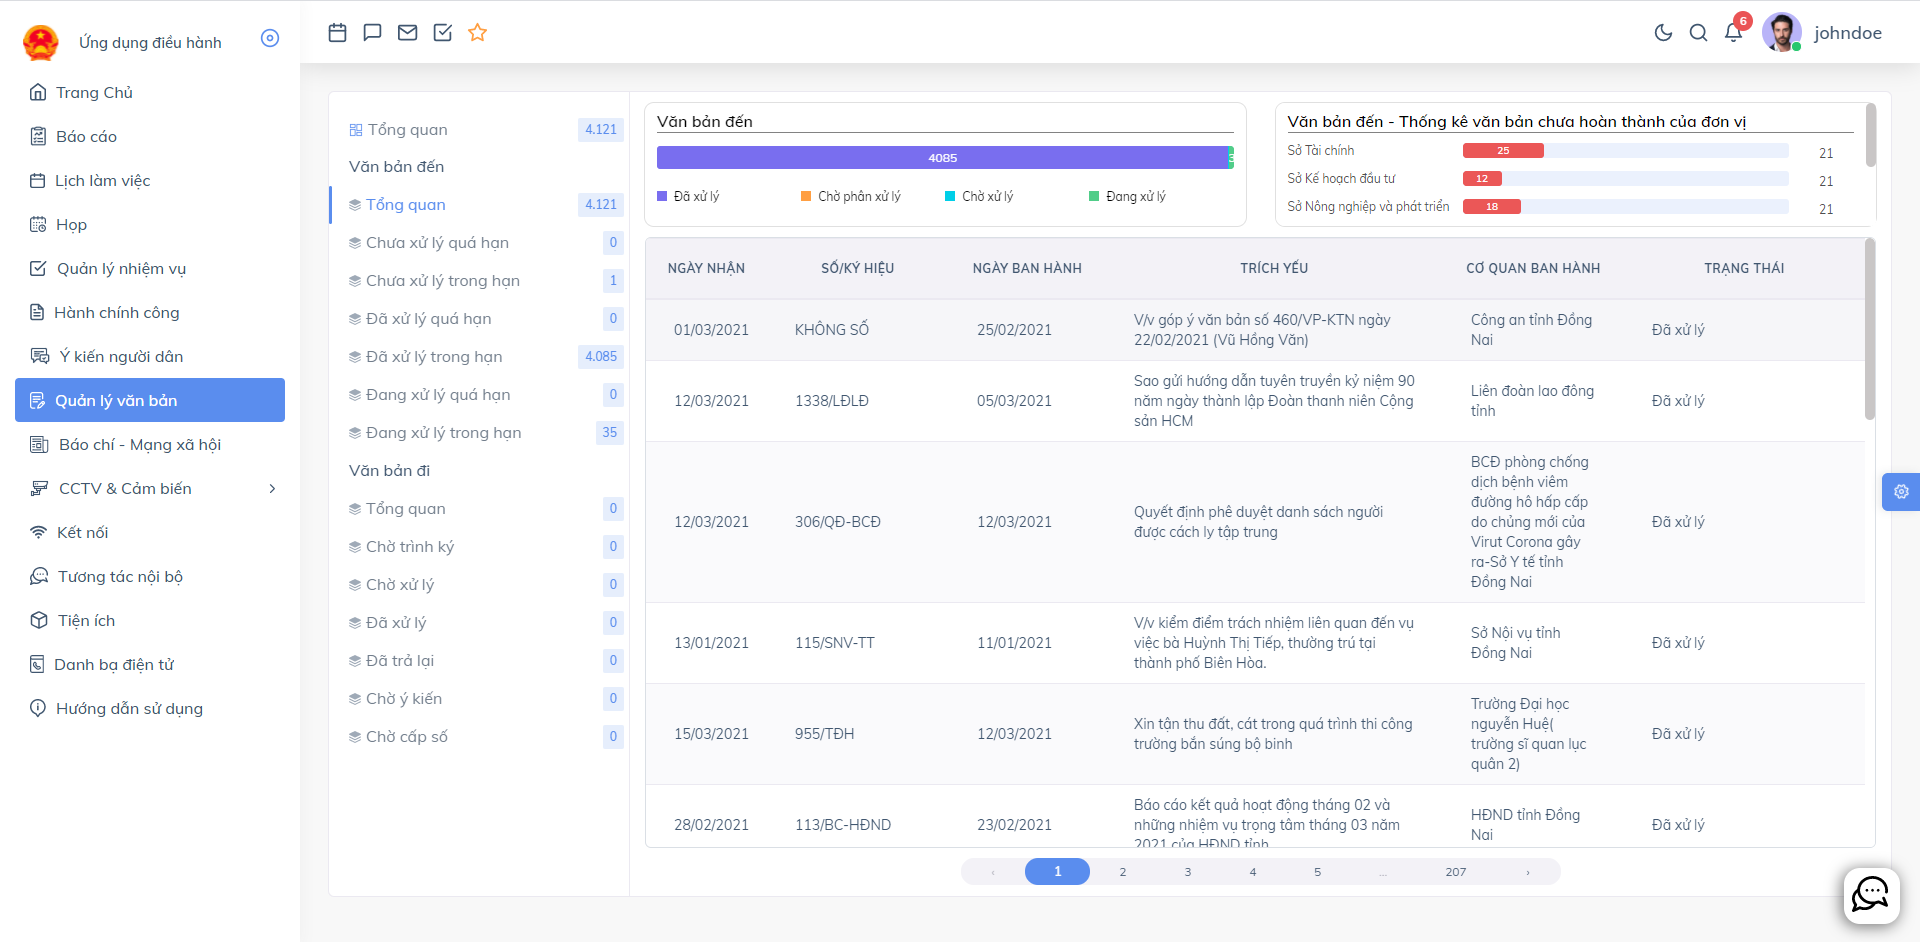 Ứng dụng điều hành
Trang Chủ
Báo cáo
Lịch làm việc
Họp
Quản lý nhiệm vụ
Hành chính công
Ý kiến người dân
Quản lý văn bản
Báo chí - Mạng xã hội
CCTV & Cảm biến
Kết nối
Tương tác nội bộ
Tiện ích
Danh bạ điện tử
Hướng dẫn sử dụng
6
johndoe
Tổng quan 4.121
Văn bản đến
Tổng quan 4.121
Chưa xử lý quá hạn 0
Chưa xử lý trong hạn 1
Đã xử lý quá hạn 0
Đã xử lý trong hạn 4.085
Đang xử lý quá hạn 0
Đang xử lý trong hạn 35
Văn bản đi
Tổng quan 0
Chờ trình ký 0
Chờ xử lý 0
Đã xử lý 0
Đã trả lại 0
Chờ ý kiến 0
Chờ cấp số 0
Văn bản đến
4085
Đã xử lý Chờ phân xử lý Chờ xử lý Đang xử lý
Văn bản đến - Thống kê văn bản chưa hoàn thành của đơn vị
Sở Tài chính 25 21
Sở Kế hoạch đầu tư 12 21
Sở Nông nghiệp và phát triển 18 21
NGÀY NHẬN SỐ/KÝ HIỆU NGÀY BAN HÀNH TRÍCH YẾU CƠ QUAN BAN HÀNH TRẠNG THÁI
01/03/2021 KHÔNG SỐ 25/02/2021
V/v góp ý văn bản số 460/VP-KTN ngày
22/02/2021 (Vũ Hồng Văn)
Công an tỉnh Đồng
Nai
Đã xử lý
12/03/2021 1338/LĐLĐ 05/03/2021
Sao gửi hướng dẫn tuyên truyền kỷ niệm 90
năm ngày thành lập Đoàn thanh niên Cộng
sản HCM
Liên đoàn lao đông
tỉnh
Đã xử lý
12/03/2021 306/QĐ-BCĐ 12/03/2021
Quyết định phê duyệt danh sách người
được cách ly tập trung
BCĐ phòng chống
dịch bệnh viêm
đường hô hấp cấp
do chủng mới của
Virut Corona gây
ra-Sở Y tế tỉnh
Đồng Nai
Đã xử lý
13/01/2021 115/SNV-TT 11/01/2021
V/v kiểm điểm trách nhiệm liên quan đến vụ
việc bà Huỳnh Thị Tiếp, thường trú tại
thành phố Biên Hòa.
Sở Nội vụ tỉnh
Đồng Nai
Đã xử lý
15/03/2021 955/TĐH 12/03/2021
Xin tận thu đất, cát trong quá trình thi công
trường bắn súng bộ binh
Trường Đại học
nguyễn Huệ(
trường sĩ quan lục
quân 2)
Đã xử lý
28/02/2021 113/BC-HĐND 23/02/2021
Báo cáo kết quả hoạt động tháng 02 và
những nhiệm vụ trọng tâm tháng 03 năm
2021 của HĐND tỉnh
HĐND tỉnh Đồng
Nai
Đã xử lý
‹ 1 2 3 4 5 ... 207 ›